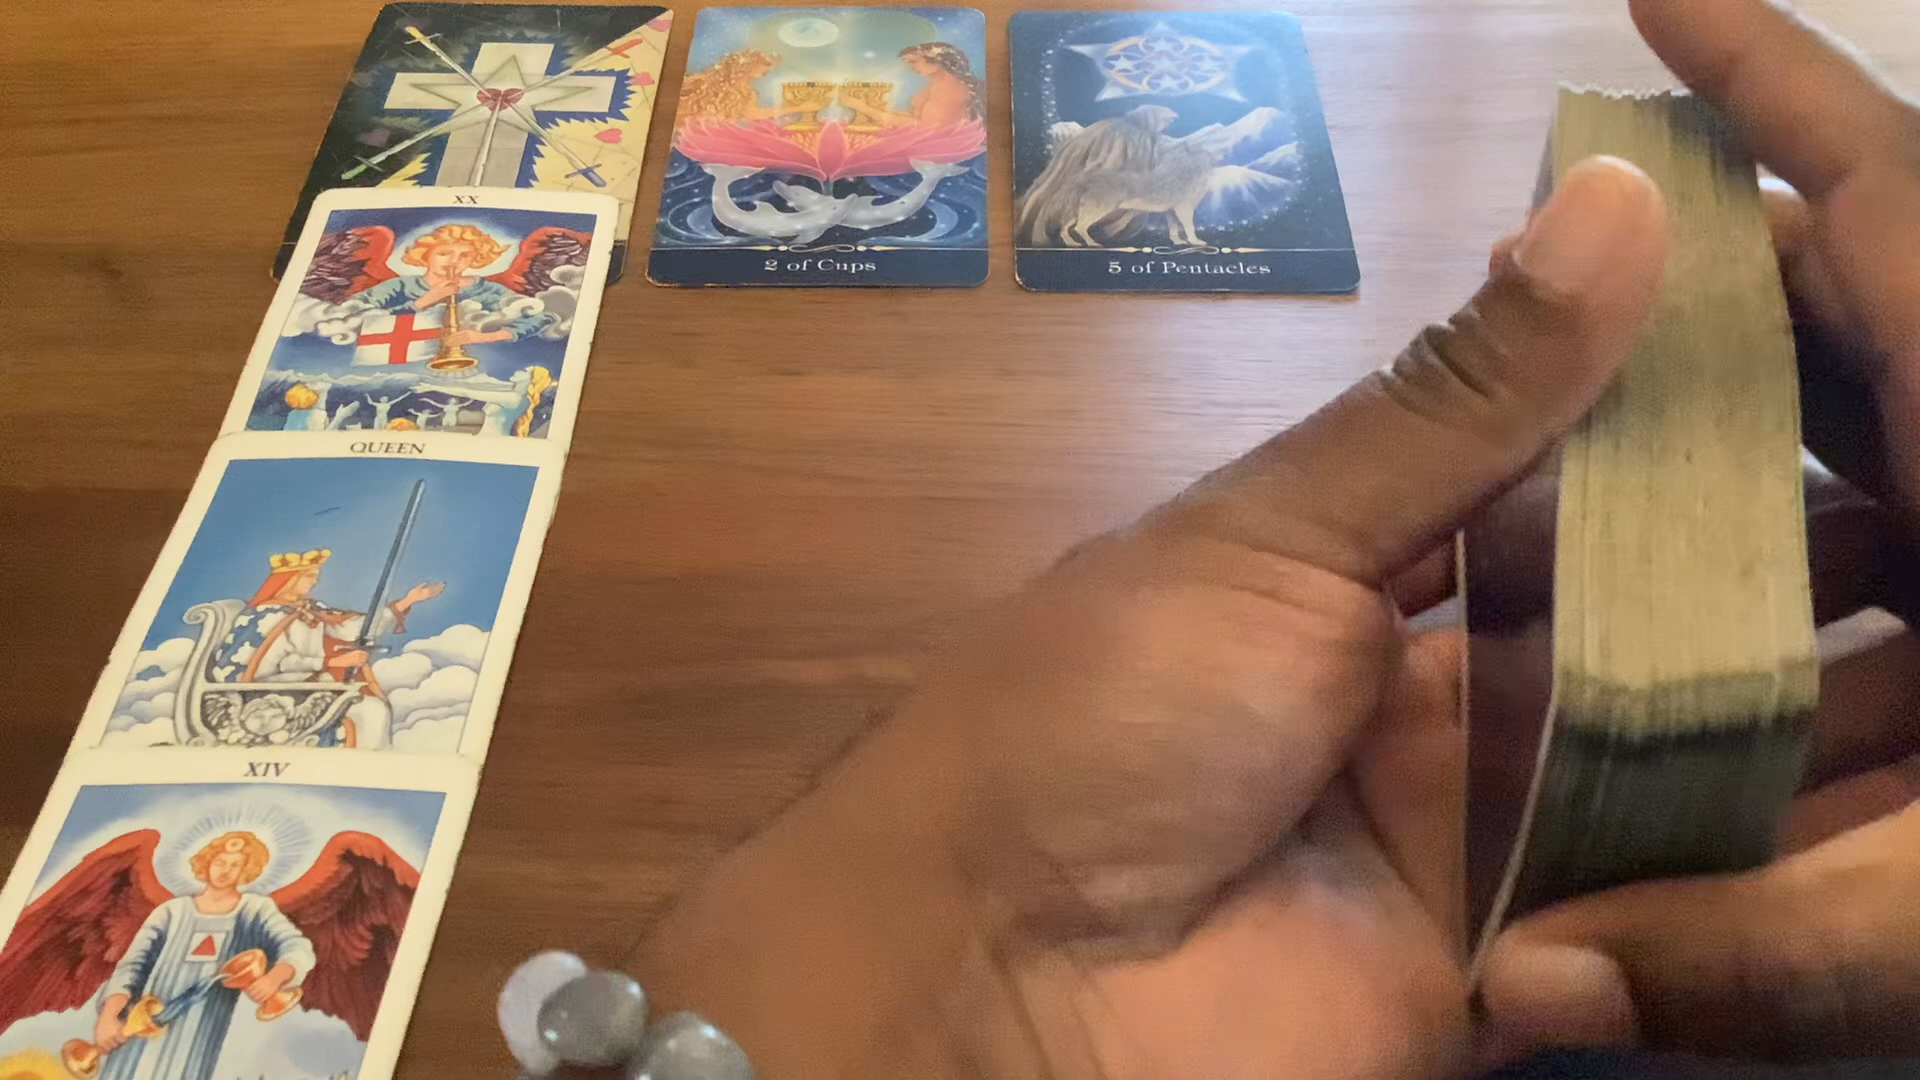 XX
2 of Cups
5 of Pentacles
QUEEN
XIV